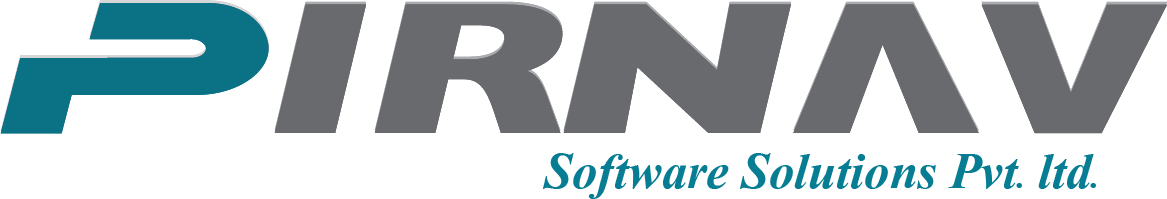 PIRNAV
Software Solutions Pvt. ltd.